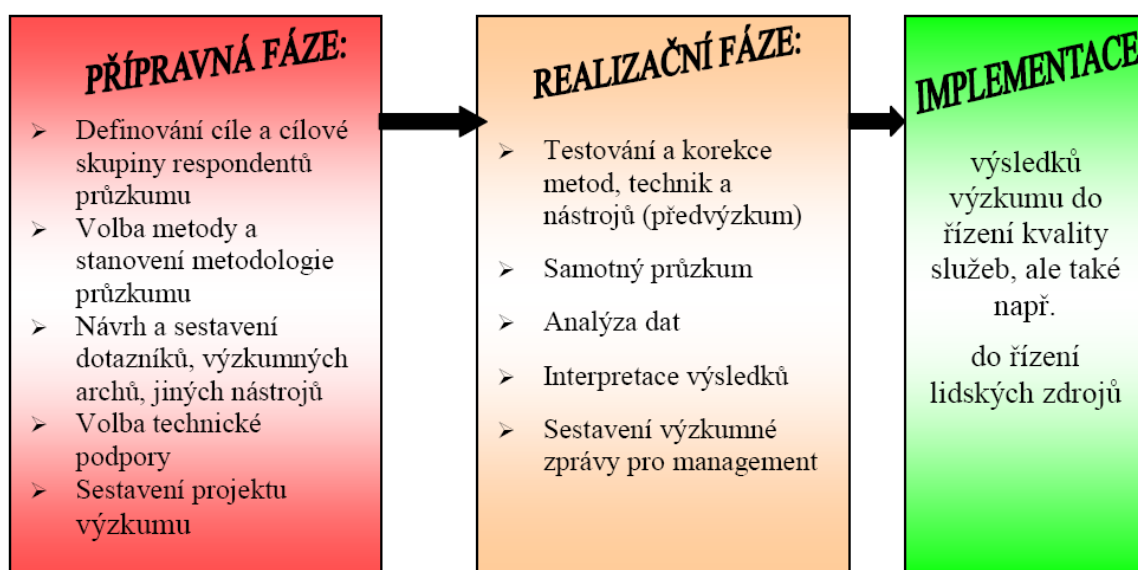 PŘÍPRAVNÁ FÁZE:
➢ Definování cíle a cílové
skupiny respondentů
průzkumu
➢ Volba metody a
stanovení metodologie
průzkumu
➢ Návrh a sestavení
dotazníků, výzkumných
archů, jiných nástrojů
➢ Volba technické
podpory
➢ Sestavení projektu
výzkumu
REALIZAČNÍ FÁZE:
➢ Testování a korekce
metod, technik a
nástrojů (předvýzkum)
➢ Samotný průzkum
➢ Analýza dat
➢ Interpretace výsledků
➢ Sestavení výzkumné
zprávy pro management
IMPLEMENTACE
výsledků
výzkumu do
řízení kvality
služeb, ale také
např.
do řízení
lidských zdrojů